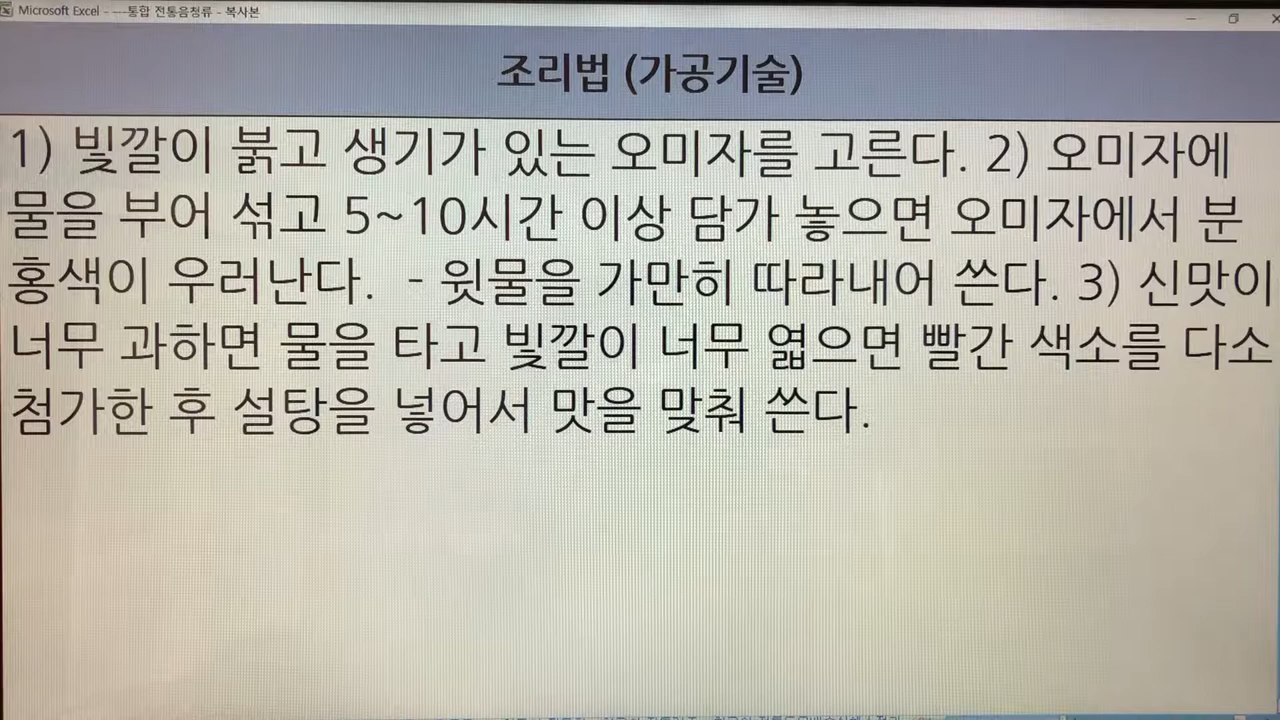 Microsoft Excel - ---통합 전통음청류 - 복사본
조리법 (가공기술)
1) 빛깔이 붉고 생기가 있는 오미자를 고른다. 2) 오미자에
물을 부어 섞고 5~10시간 이상 담가 놓으면 오미자에서 분
홍색이 우러난다.  - 윗물을 가만히 따라내어 쓴다. 3) 신맛이
너무 과하면 물을 타고 빛깔이 너무 엷으면 빨간 색소를 다소
첨가한 후 설탕을 넣어서 맛을 맞춰 쓴다.